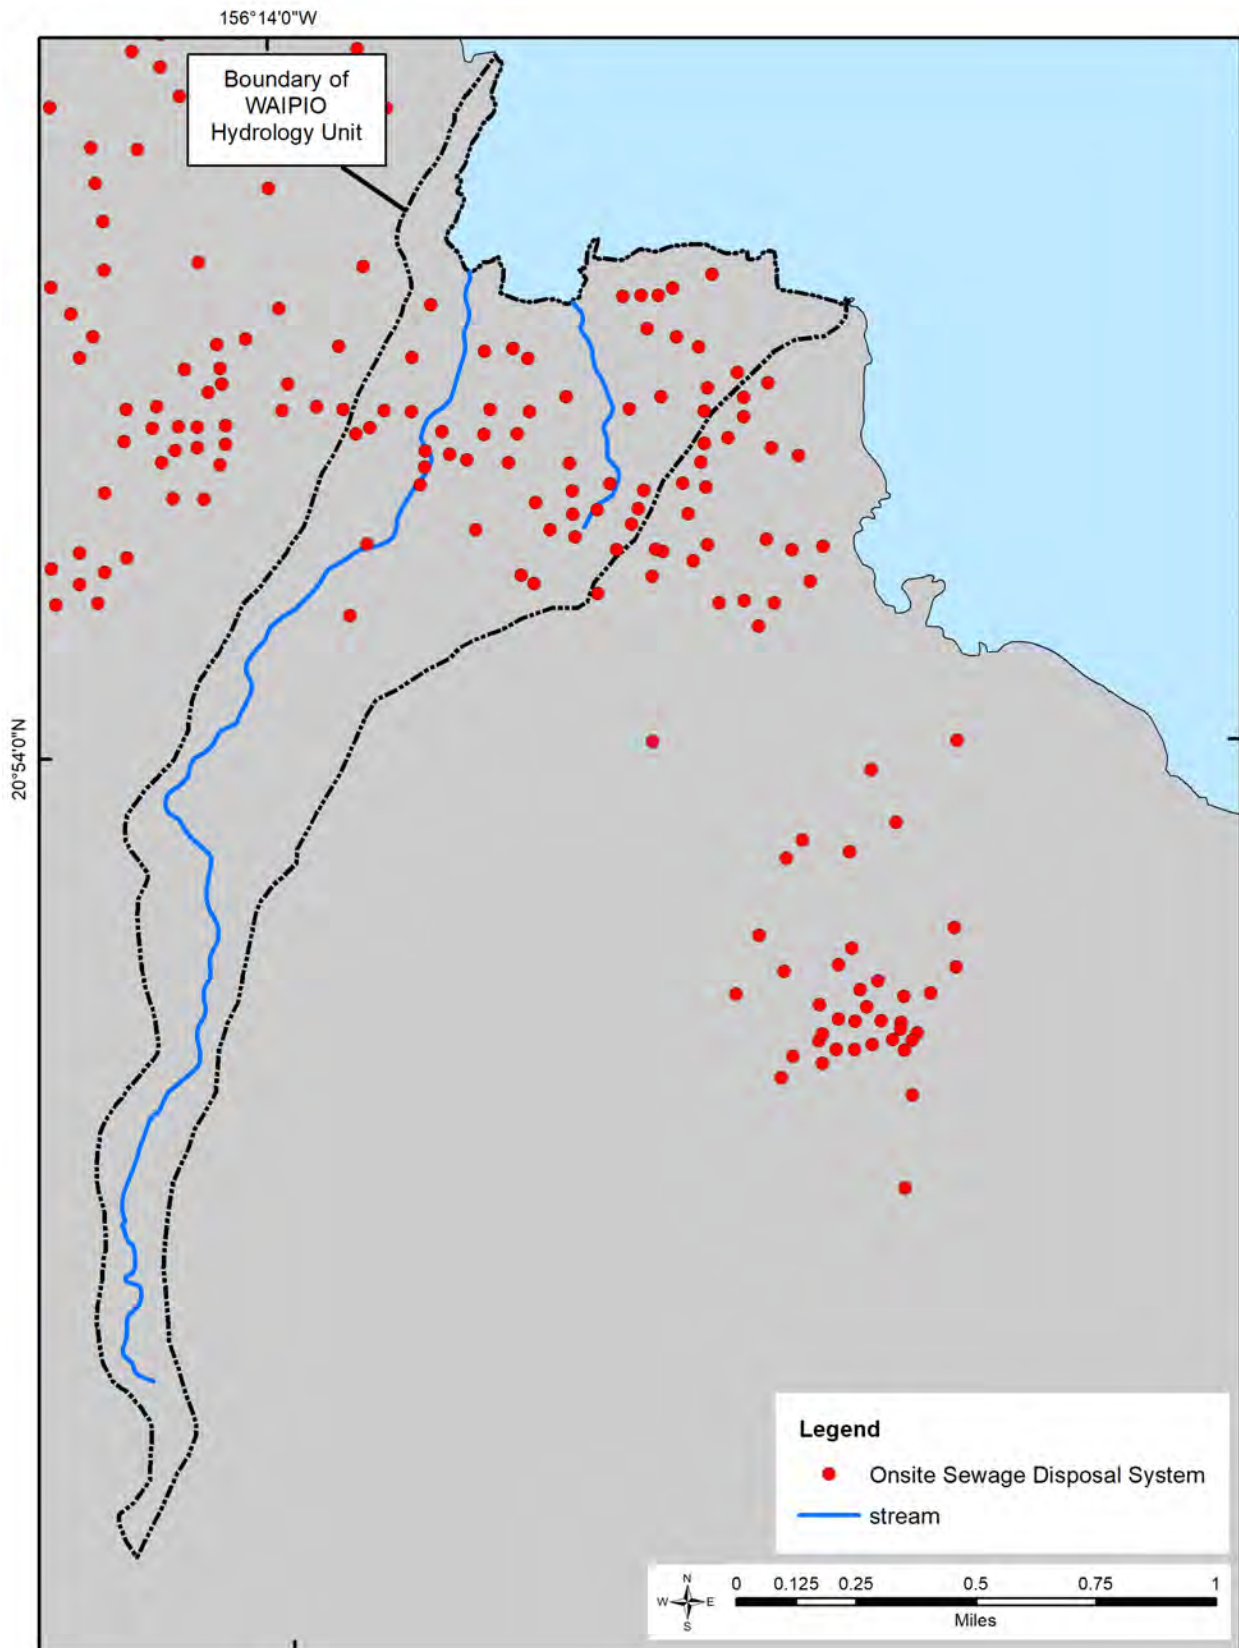 156°14'0"W
Boundary of
WAIPIO
Hydrology Unit
20°54'0"N
Legend
Onsite Sewage Disposal System
stream
N
W E
S
0 0.125 0.25 0.5 0.75 1
Miles